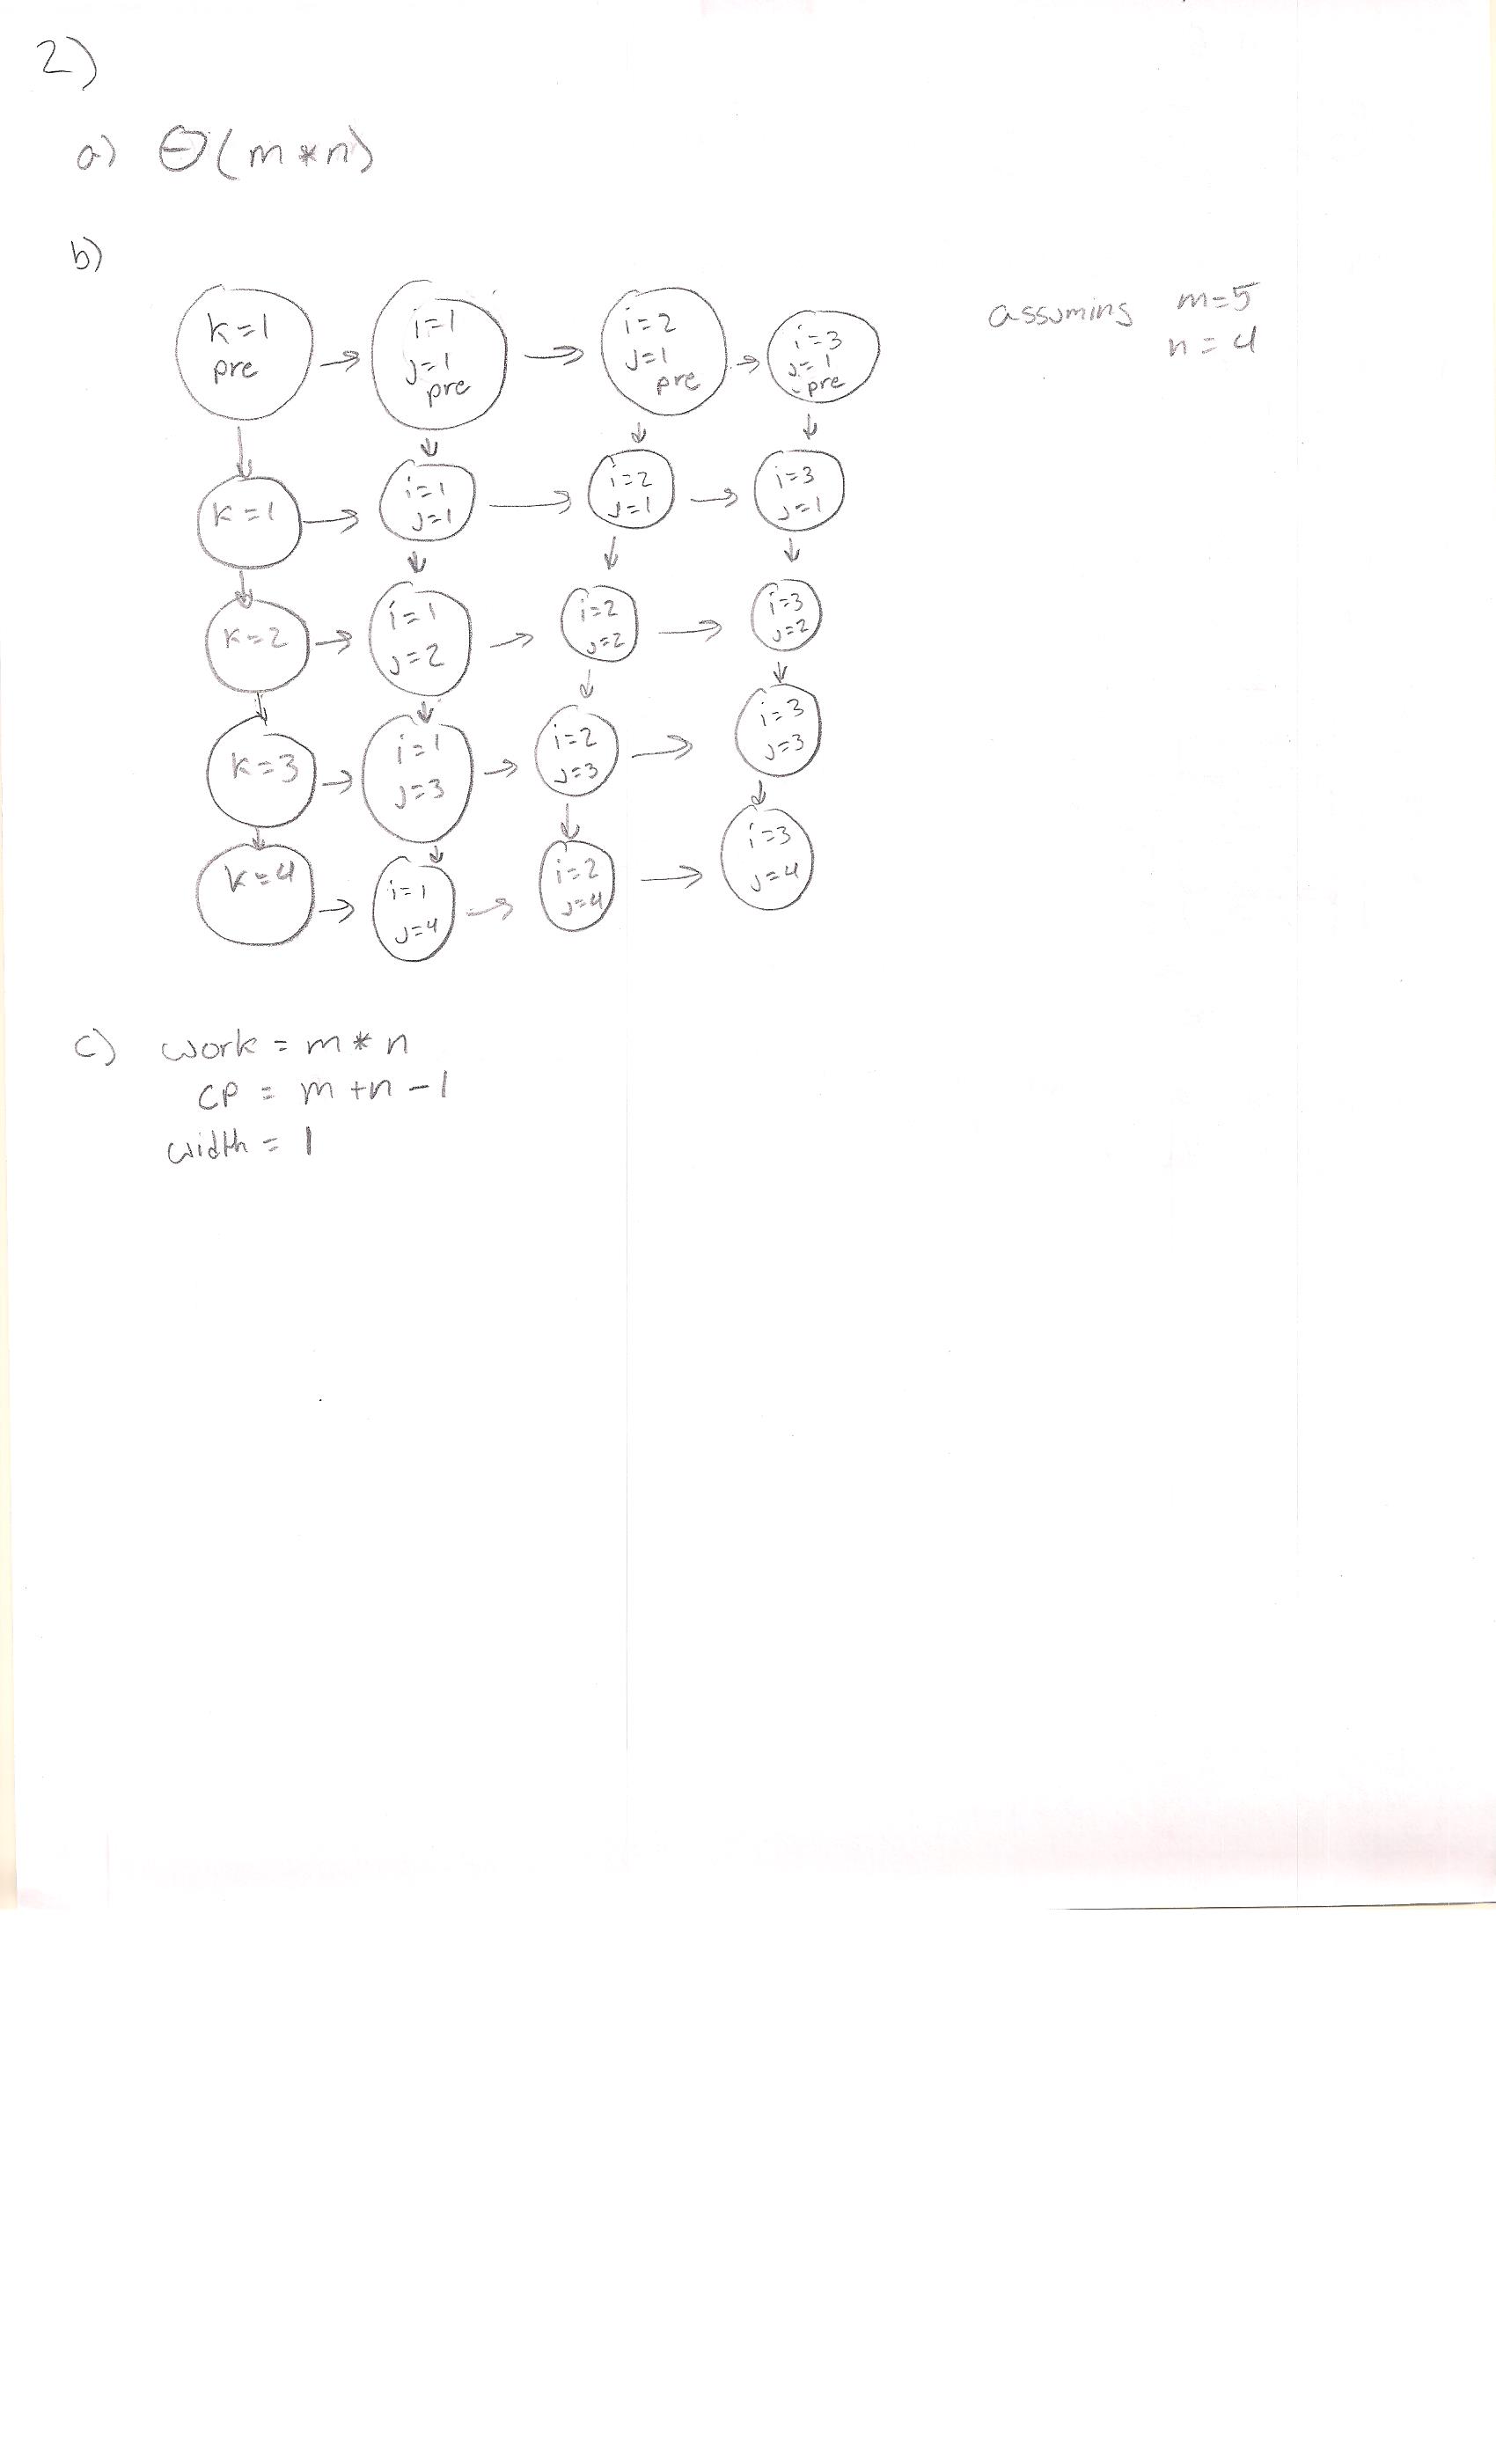 2)
a) Θ(m*n)
b)
assuming m=5
n=4
k=1
pre
i=1
j=1
pre
i=2
j=1
pre
i=3
j=1
pre
k=1
i=1
j=1
i=2
j=1
i=3
j=1
k=2
i=1
j=2
i=2
j=2
i=3
j=2
k=3
i=1
j=3
i=2
j=3
i=3
j=3
k=4
i=1
j=4
i=2
j=4
i=3
j=4
c) work = m*n
CP = m+n-1
width = 1